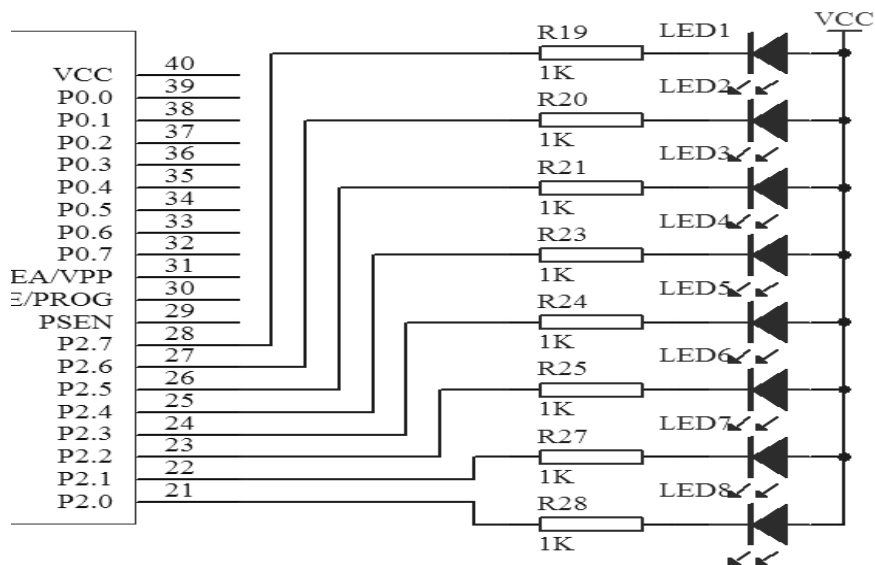 VCC
R19 LED1
1K
VCC 40
P0.0 39
P0.1 38
P0.2 37
P0.3 36
P0.4 35
P0.5 34
P0.6 33
P0.7 32
EA/VPP 31
E/PROG 30
PSEN 29
P2.7 28
P2.6 27
P2.5 26
P2.4 25
P2.3 24
P2.2 23
P2.1 22
P2.0 21
LED2
R20
1K
LED3
R21
1K
LED4
R23
1K
LED5
R24
1K
LED6
R25
1K
LED7
R27
1K
LED8
R28
1K